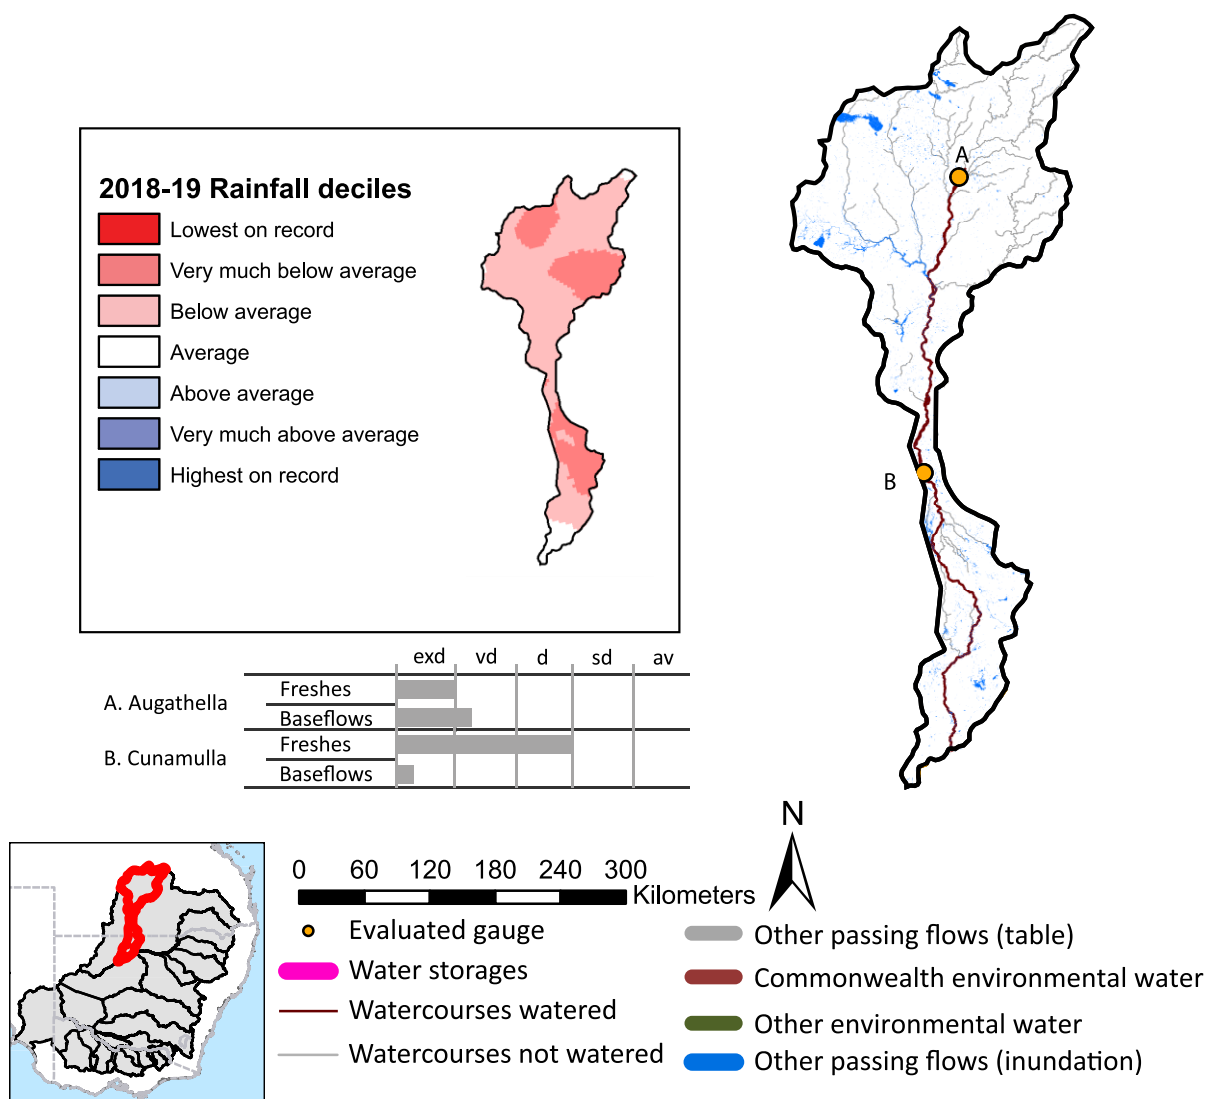 A
B
2018-19 Rainfall deciles
Lowest on record
Very much below average
Below average
Average
Above average
Very much above average
Highest on record
exd vd d sd av
A. Augathella
Freshes
Baseflows
B. Cunamulla
Freshes
Baseflows
N
0 60 120 180 240 300
Kilometers
Evaluated gauge
Water storages
Watercourses watered
Watercourses not watered
Other passing flows (table)
Commonwealth environmental water
Other environmental water
Other passing flows (inundation)